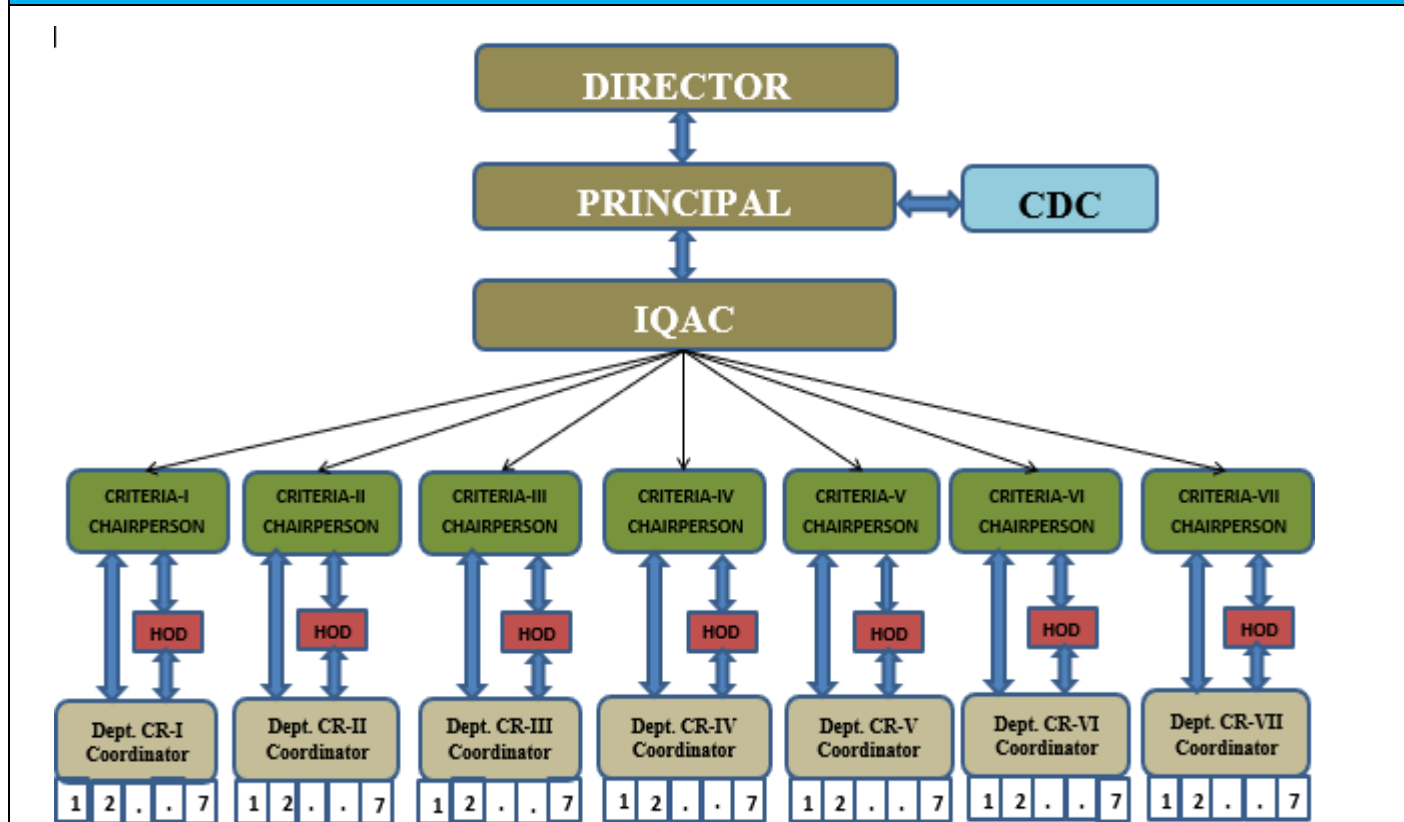 DIRECTOR
PRINCIPAL
CDC
IQAC
CRITERIA-I
CHAIRPERSON
CRITERIA-II
CHAIRPERSON
CRITERIA-III
CHAIRPERSON
CRITERIA-IV
CHAIRPERSON
CRITERIA-V
CHAIRPERSON
CRITERIA-VI
CHAIRPERSON
CRITERIA-VII
CHAIRPERSON
HOD
HOD
HOD
HOD
HOD
HOD
HOD
Dept. CR-I
Coordinator
Dept. CR-II
Coordinator
Dept. CR-III
Coordinator
Dept. CR-IV
Coordinator
Dept. CR-V
Coordinator
Dept. CR-VI
Coordinator
Dept. CR-VII
Coordinator
1 2 . . 7
1 2 . . 7
1 2 . . 7
1 2 . . 7
1 2 . . 7
1 2 . . 7
1 2 . . 7